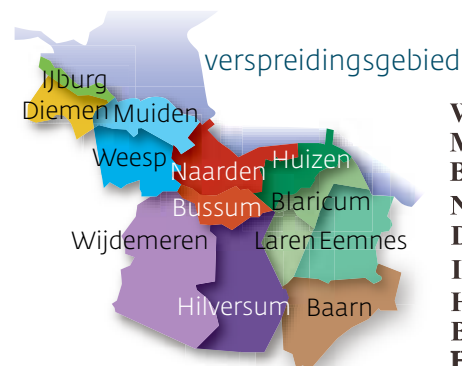 verspreidingsgebied
IJburg
Diemen Muiden
Weesp
Naarden Huizen
Bussum Blaricum
Wijdemeren Laren Eemnes
Hilversum Baarn
V
M
B
N
D
I
H
B